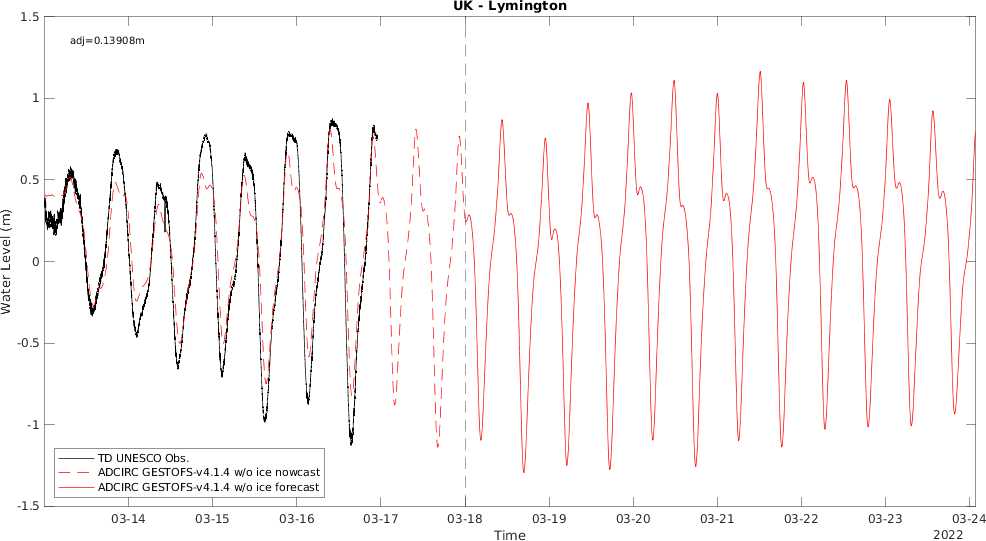 UK - Lymington
adj=0.13908m
1.5
1
0.5
0
-0.5
-1
-1.5
Water Level (m)
TD UNESCO Obs.
ADCIRC GESTOFS-v4.1.4 w/o ice nowcast
ADCIRC GESTOFS-v4.1.4 w/o ice forecast
03-14 03-15 03-16 03-17 03-18 03-19 03-20 03-21 03-22 03-23 03-24
Time
2022